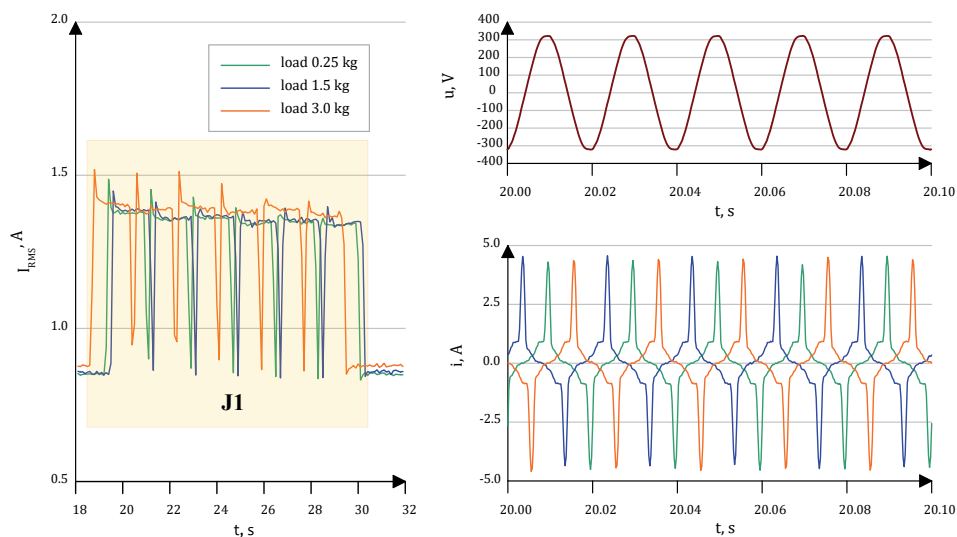 2.0
1.5
1.0
0.5
I RMS , A
load 0.25 kg
load 1.5 kg
load 3.0 kg
J1
18 20 22 24 26 28 30 32
t, s
400
300
200
100
0
-100
-200
-300
-400
u, V
20.00 20.02 20.04 20.06 20.08 20.10
t, s
5.0
2.5
0.0
-2.5
-5.0
i, A
20.00 20.02 20.04 20.06 20.08 20.10
t, s